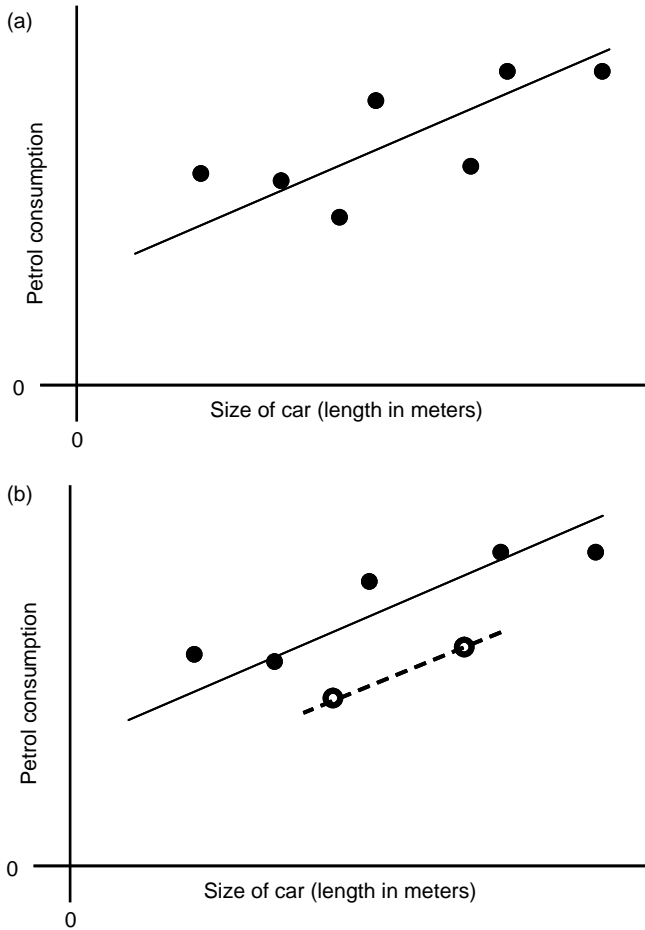 (a)
Petrol consumption
0
Size of car (length in meters)
0
(b)
Petrol consumption
0
Size of car (length in meters)
0